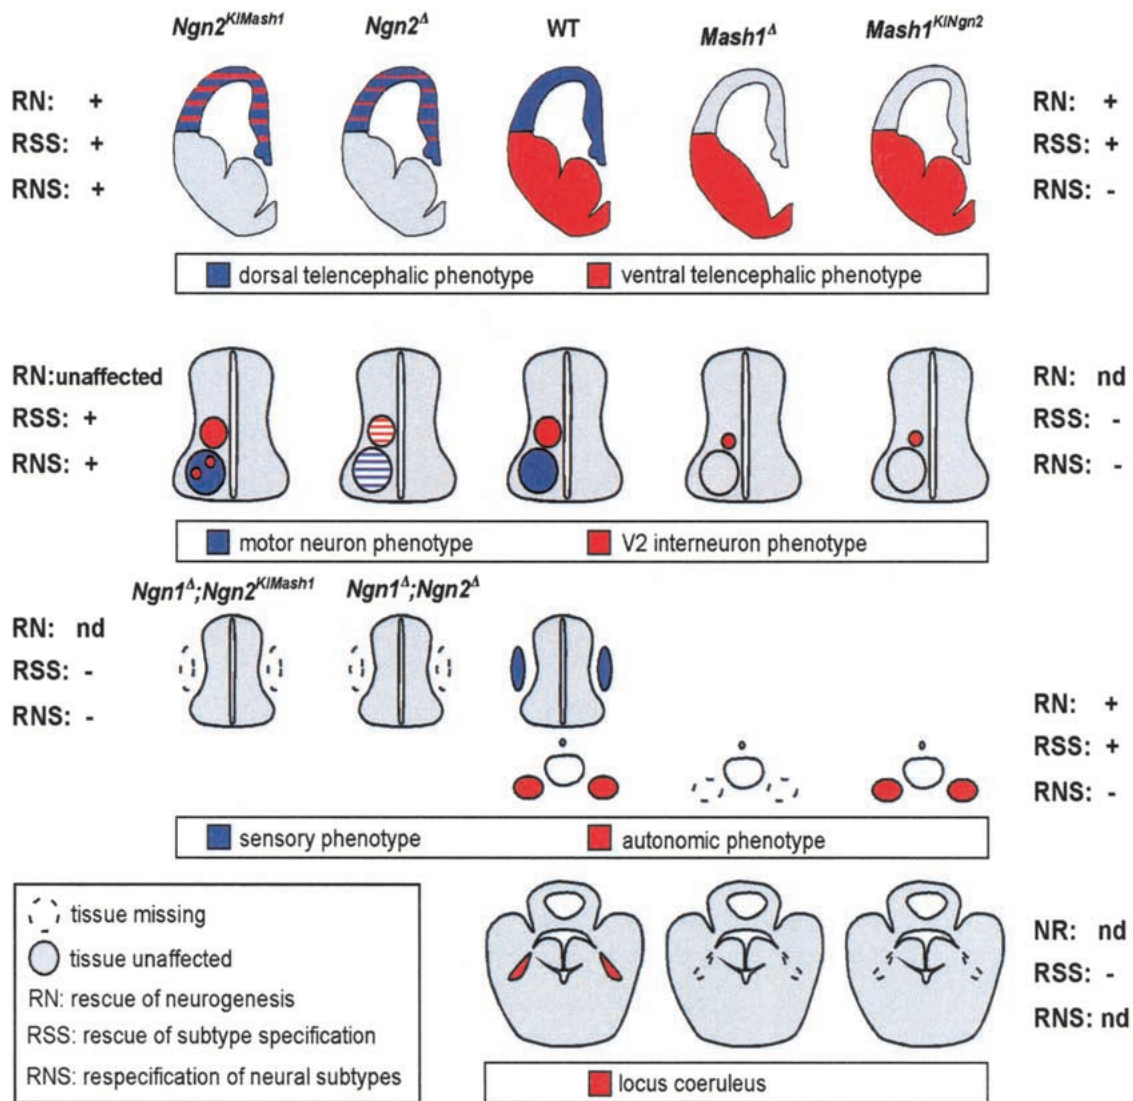 Ngn2KIMash1 Ngn2Δ WT Mash1Δ Mash1KINgn2
RN: +
RSS: +
RNS: +
RN: +
RSS: +
RNS: -
dorsal telencephalic phenotype ventral telencephalic phenotype
RN:unaffected
RSS: +
RNS: +
RN: nd
RSS: -
RNS: -
motor neuron phenotype V2 interneuron phenotype
Ngn1Δ;Ngn2KIMash1 Ngn1Δ;Ngn2Δ
RN: nd
RSS: -
RNS: -
RN: +
RSS: +
RNS: -
sensory phenotype autonomic phenotype
tissue missing
tissue unaffected
RN: rescue of neurogenesis
RSS: rescue of subtype specification
RNS: respecification of neural subtypes
NR: nd
RSS: -
RNS: nd
locus coeruleus